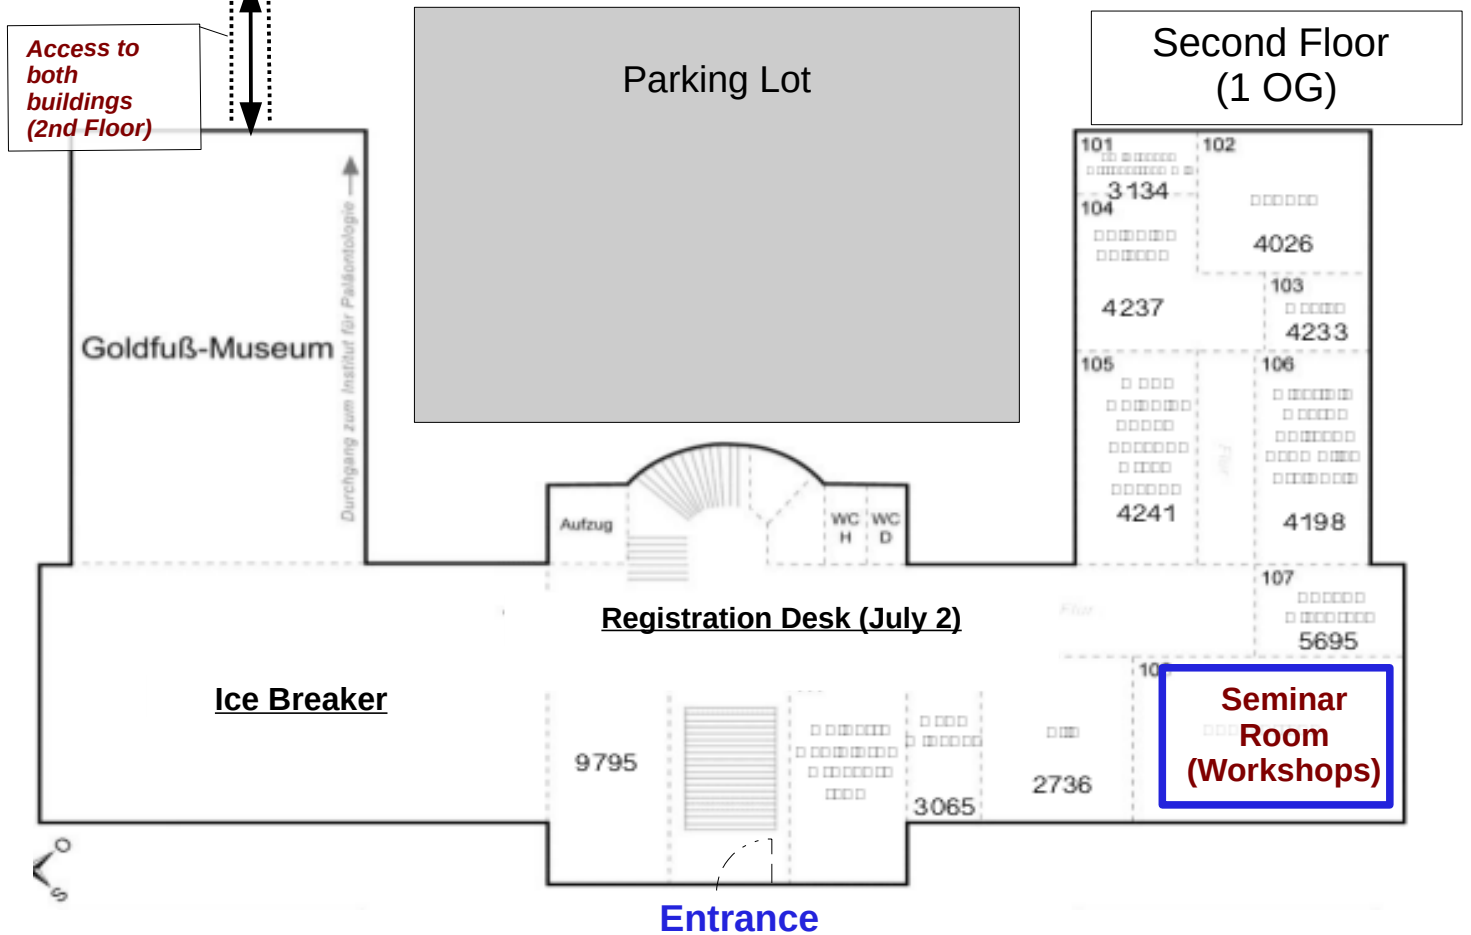 Access to
both
buildings
(2nd Floor)
Parking Lot
Second Floor
(1 OG)
Durchgang zum Institut für Paläontologie
Goldfuß-Museum
101
3134
102
4026
104
4237
103
4233
105
4241
Flur
106
4198
Aufzug
WC
H
WC
D
107
5695
Registration Desk (July 2)
Flur
Ice Breaker
9795
3065
2736
Seminar
Room
(Workshops)
O
S
Entrance